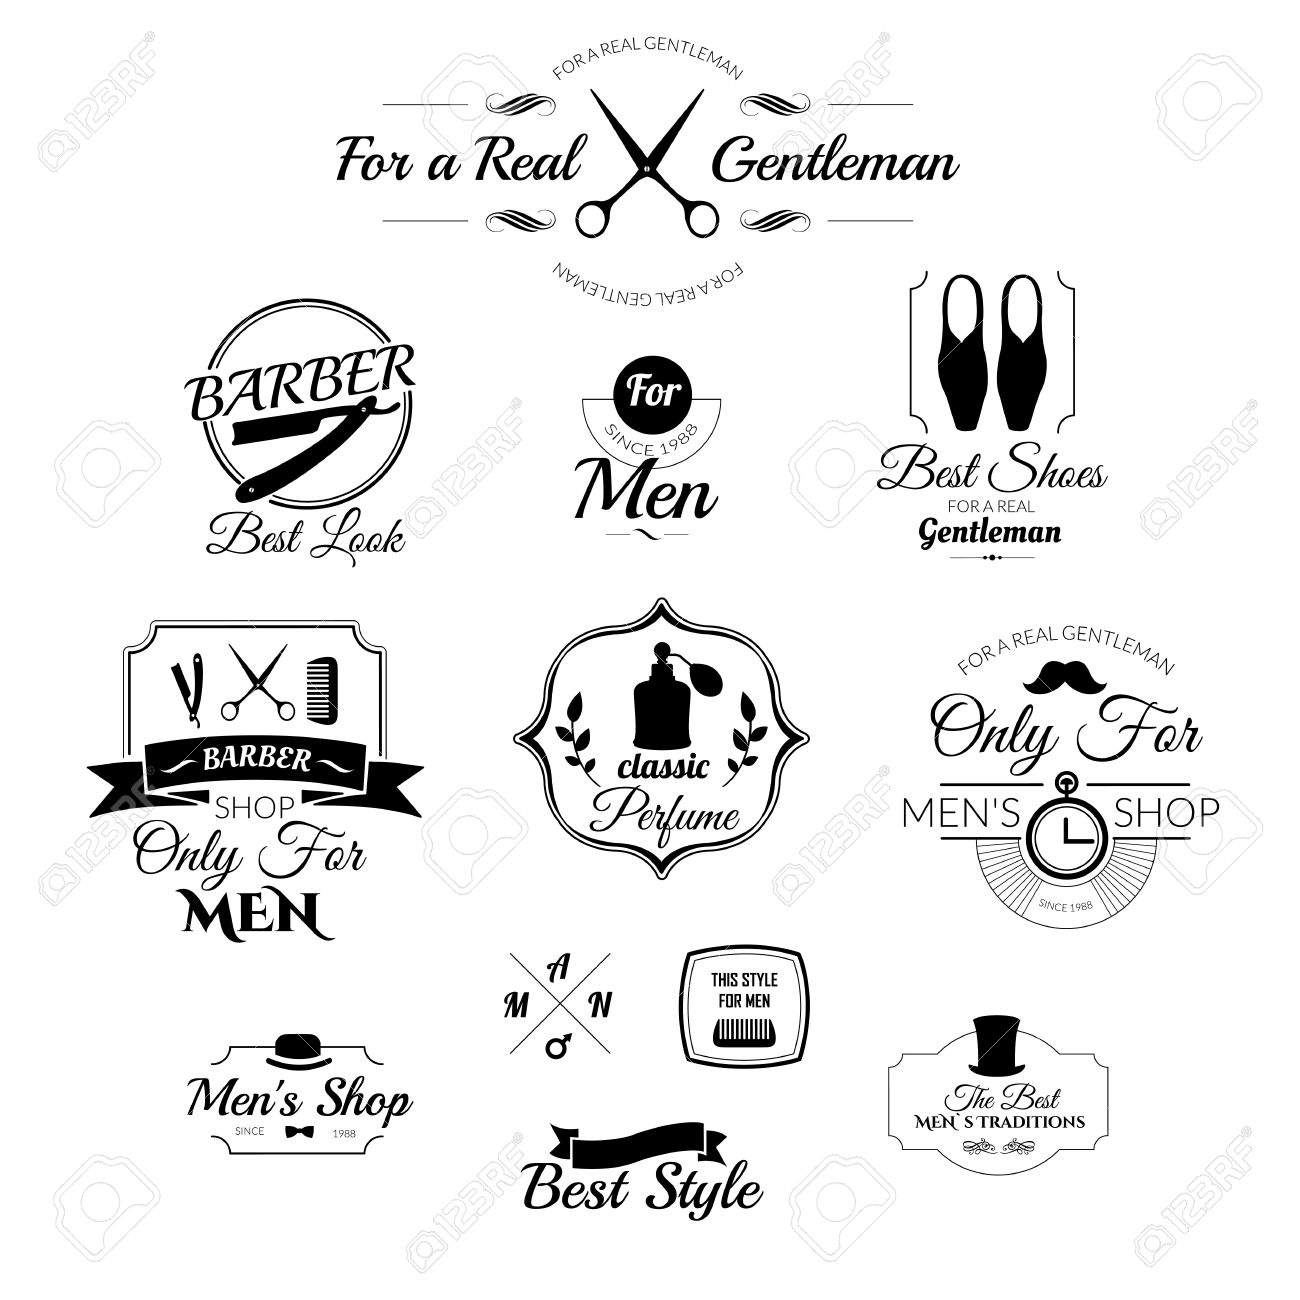 FOR A REAL GENTLEMAN
For a Real Gentleman
FOR A REAL GENTLEMAN
BARBER
Best Look
For
SINCE 1988
Men
Best Shoes
FOR A REAL
Gentleman
BARBER
SHOP
Only For
MEN
classic
Perfume
FOR A REAL GENTLEMAN
Only For
MEN'S SHOP
SINCE 1988
A
M N
THIS STYLE
FOR MEN
Men's Shop
SINCE 1988
Best Style
The Best
MEN`S TRADITIONS
123RF